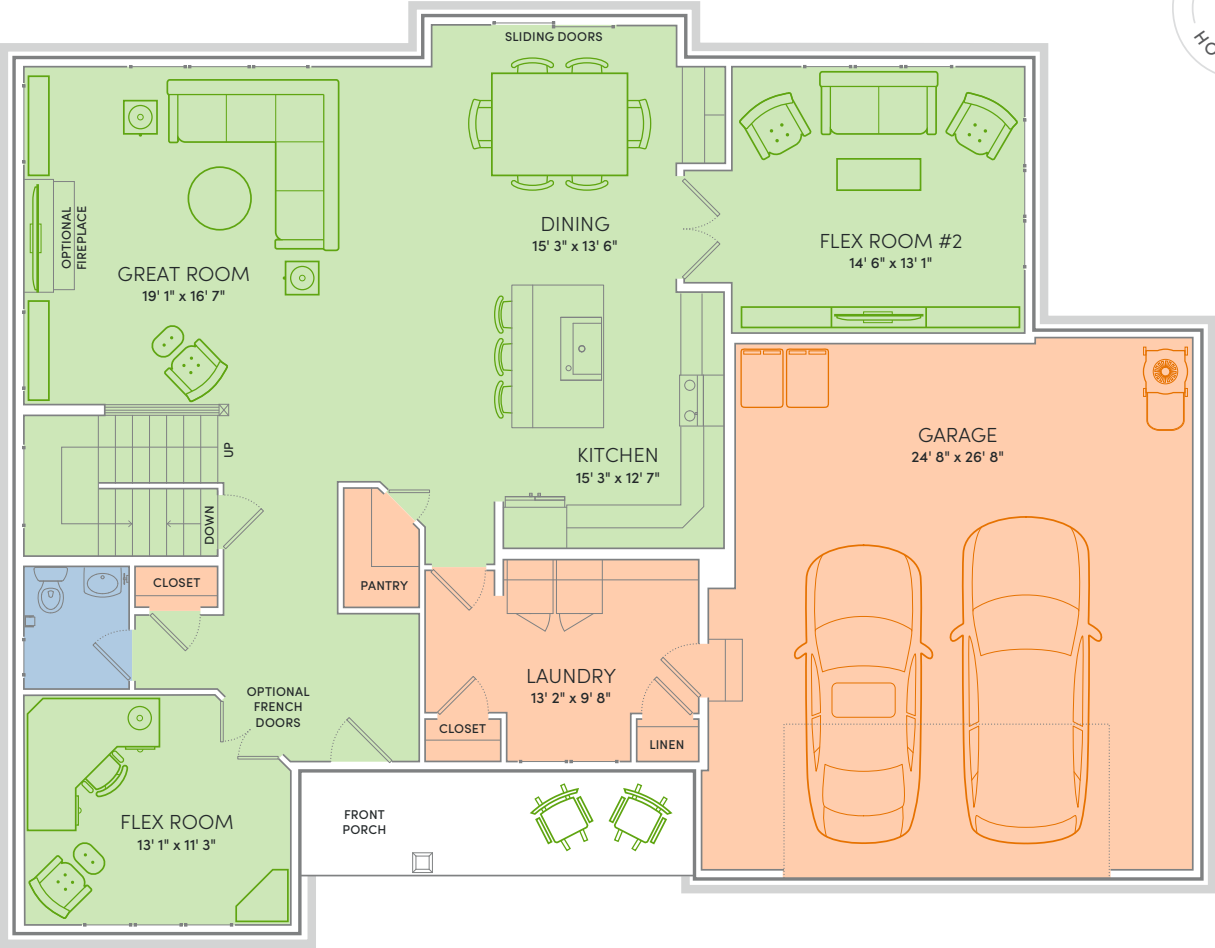 SLIDING DOORS
HO
DINING
15' 3" x 13' 6"
FLEX ROOM #2
14' 6" x 13' 1"
OPTIONAL
FIREPLACE
GREAT ROOM
19' 1" x 16' 7"
GARAGE
24' 8" x 26' 8"
KITCHEN
15' 3" x 12' 7"
UP
DOWN
CLOSET
PANTRY
LAUNDRY
13' 2" x 9' 8"
OPTIONAL
FRENCH
DOORS
CLOSET
LINEN
FLEX ROOM
13' 1" x 11' 3"
FRONT
PORCH